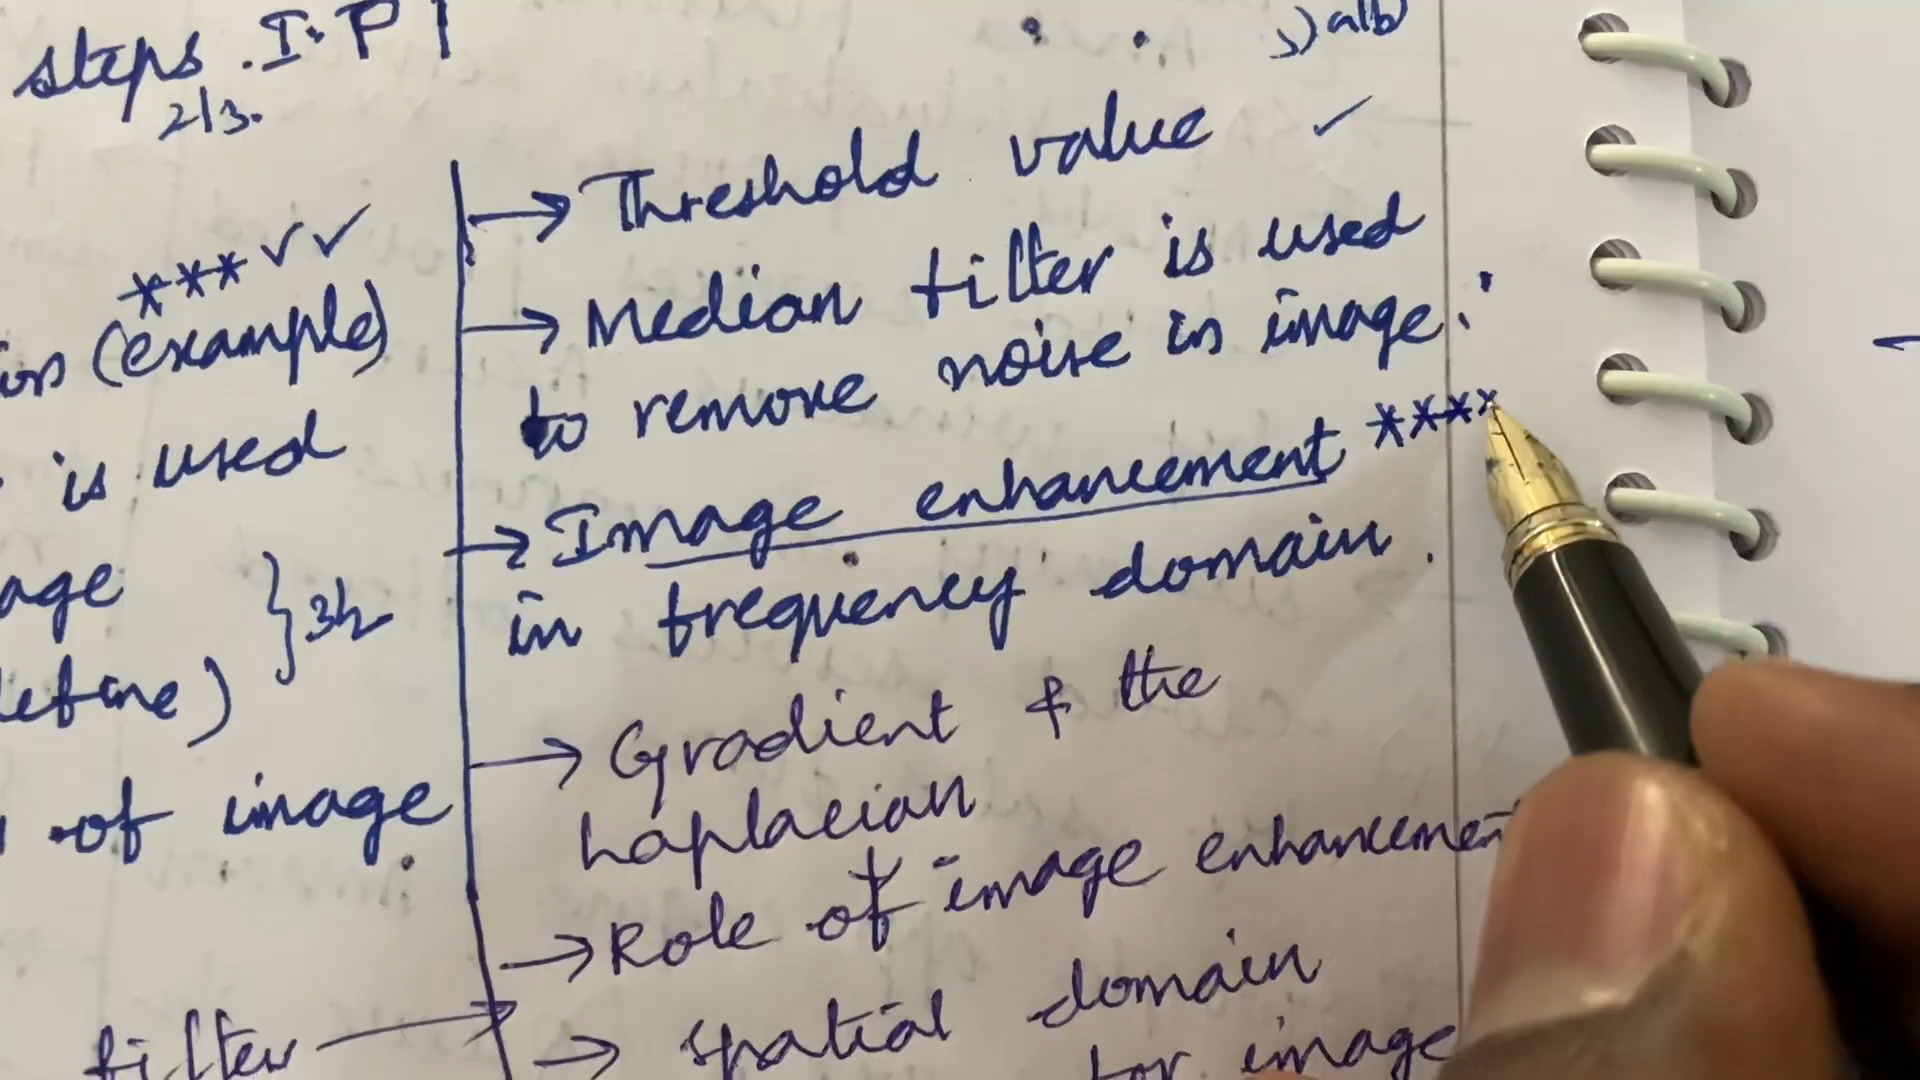 steps I.P |
2/3.
s) alb
*** ✓✓
(example)
is used
age
define) } 3h
of image
filter →
→ Threshold value ✓
→ Median filter is used
to remove noise in image.
→ Image enhancement ****
in frequency domain.
→ Gradient & the
Laplacian
→ Role of image enhancement
→ spatial domain
for image